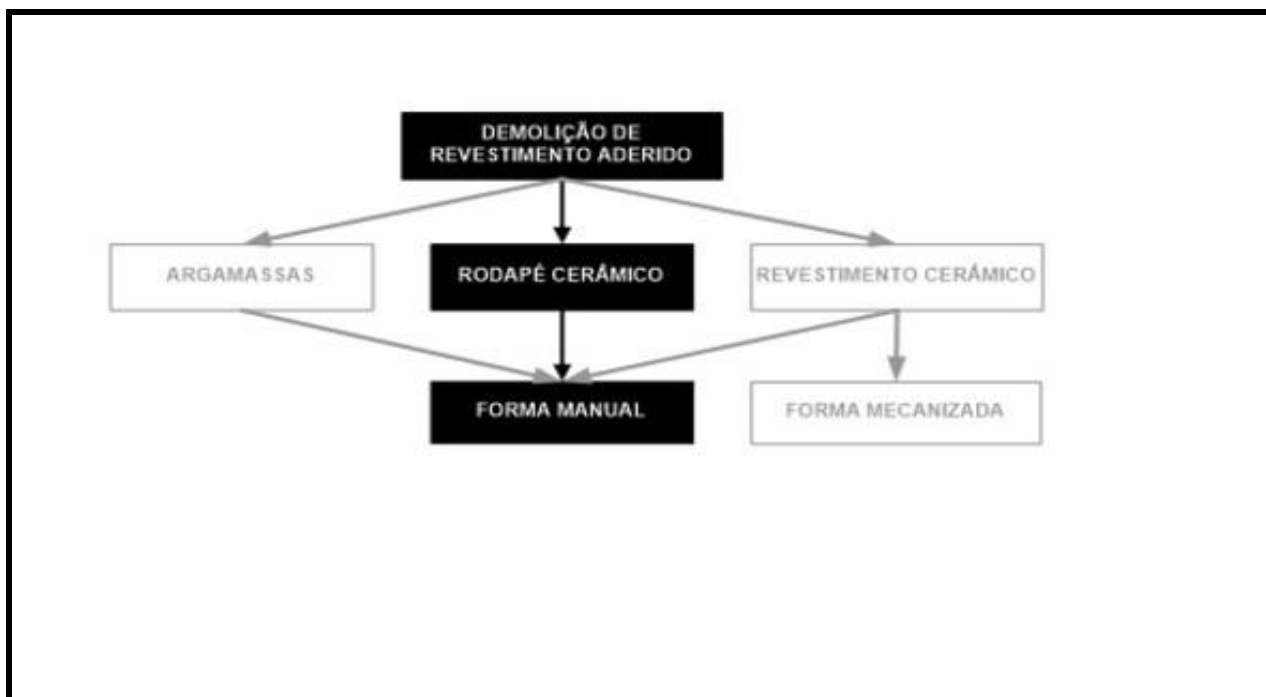 DEMOLIÇÃO DE
REVESTIMENTO ADERIDO
ARGAMASSAS
RODAPÉ CERÂMICO
REVESTIMENTO CERÂMICO
FORMA MANUAL
FORMA MECANIZADA